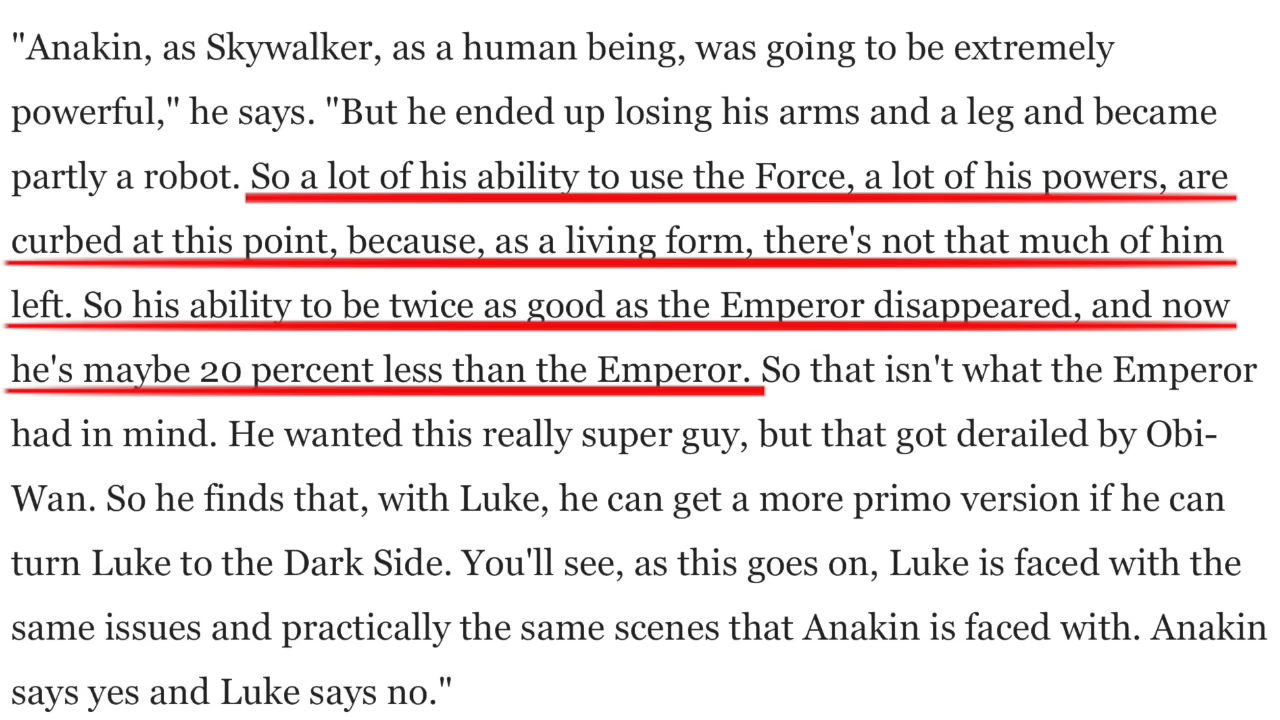 "Anakin, as Skywalker, as a human being, was going to be extremely
powerful," he says. "But he ended up losing his arms and a leg and became
partly a robot. So a lot of his ability to use the Force, a lot of his powers, are
curbed at this point, because, as a living form, there's not that much of him
left. So his ability to be twice as good as the Emperor disappeared, and now
he's maybe 20 percent less than the Emperor. So that isn't what the Emperor
had in mind. He wanted this really super guy, but that got derailed by Obi-
Wan. So he finds that, with Luke, he can get a more primo version if he can
turn Luke to the Dark Side. You'll see, as this goes on, Luke is faced with the
same issues and practically the same scenes that Anakin is faced with. Anakin
says yes and Luke says no."